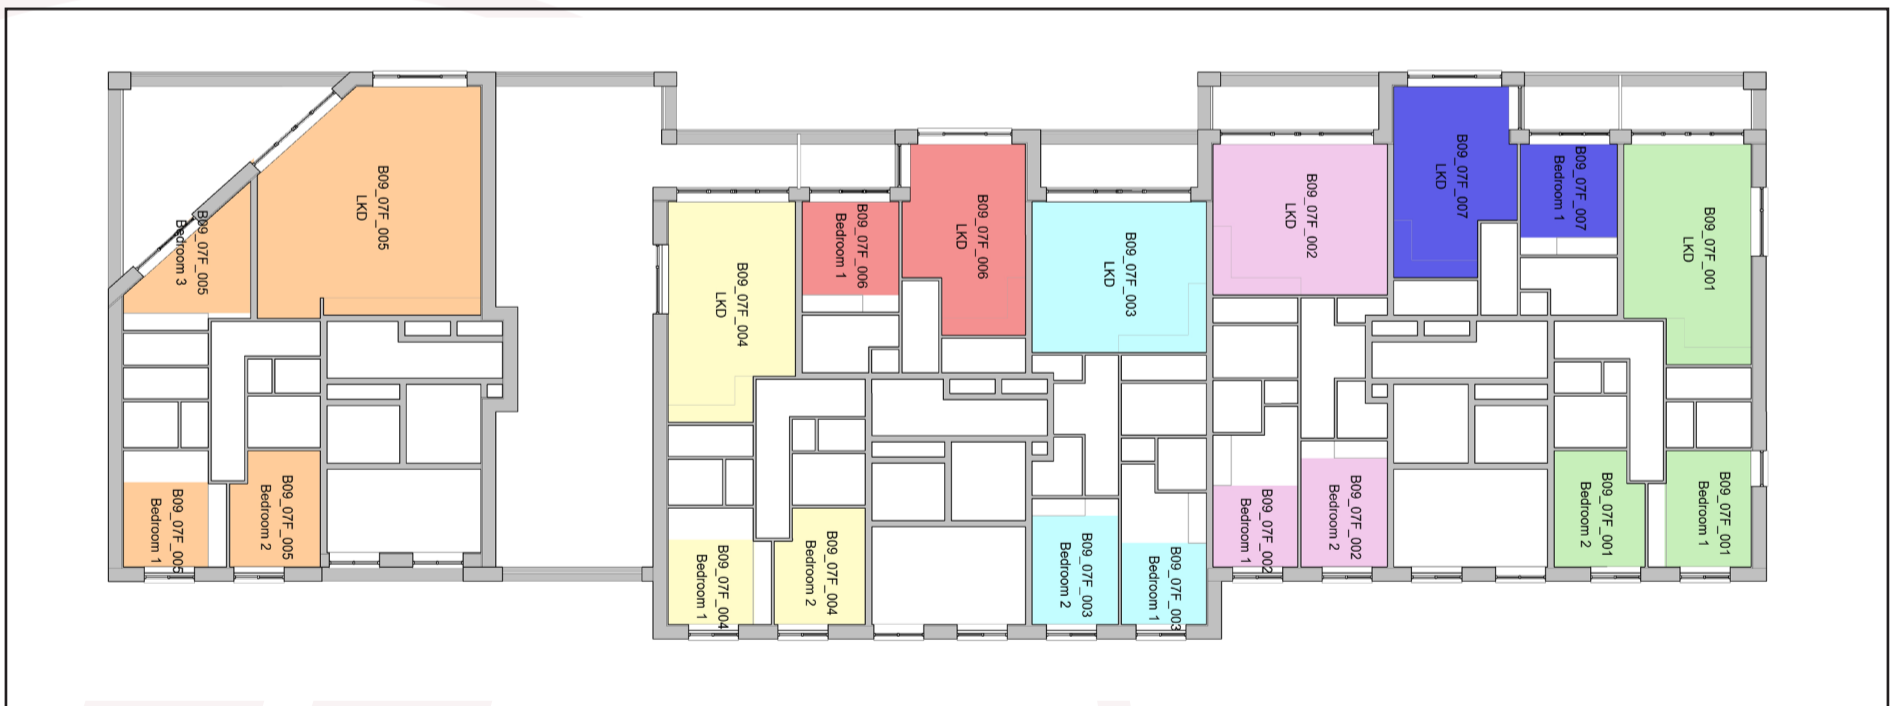 B09_07F_005
LKD
B09_07F_005
Bedroom 3
B09_07F_005
Bedroom 1
B09_07F_005
Bedroom 2
B09_07F_004
LKD
B09_07F_004
Bedroom 1
B09_07F_004
Bedroom 2
B09_07F_006
Bedroom 1
B09_07F_006
LKD
B09_07F_003
LKD
B09_07F_003
Bedroom 2
B09_07F_003
Bedroom 1
B09_07F_002
LKD
B09_07F_002
Bedroom 1
B09_07F_002
Bedroom 2
B09_07F_007
LKD
B09_07F_007
Bedroom 1
B09_07F_001
LKD
B09_07F_001
Bedroom 2
B09_07F_001
Bedroom 1